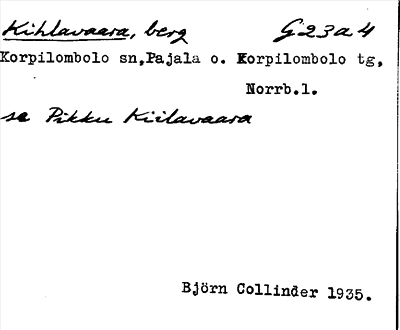 Kihlavaara, berg G23a4
Korpilombolo sn, Pajala o. Korpilombolo tg,
Norrb.l.
se Pikku Kiilavaara
Björn Collinder 1935.